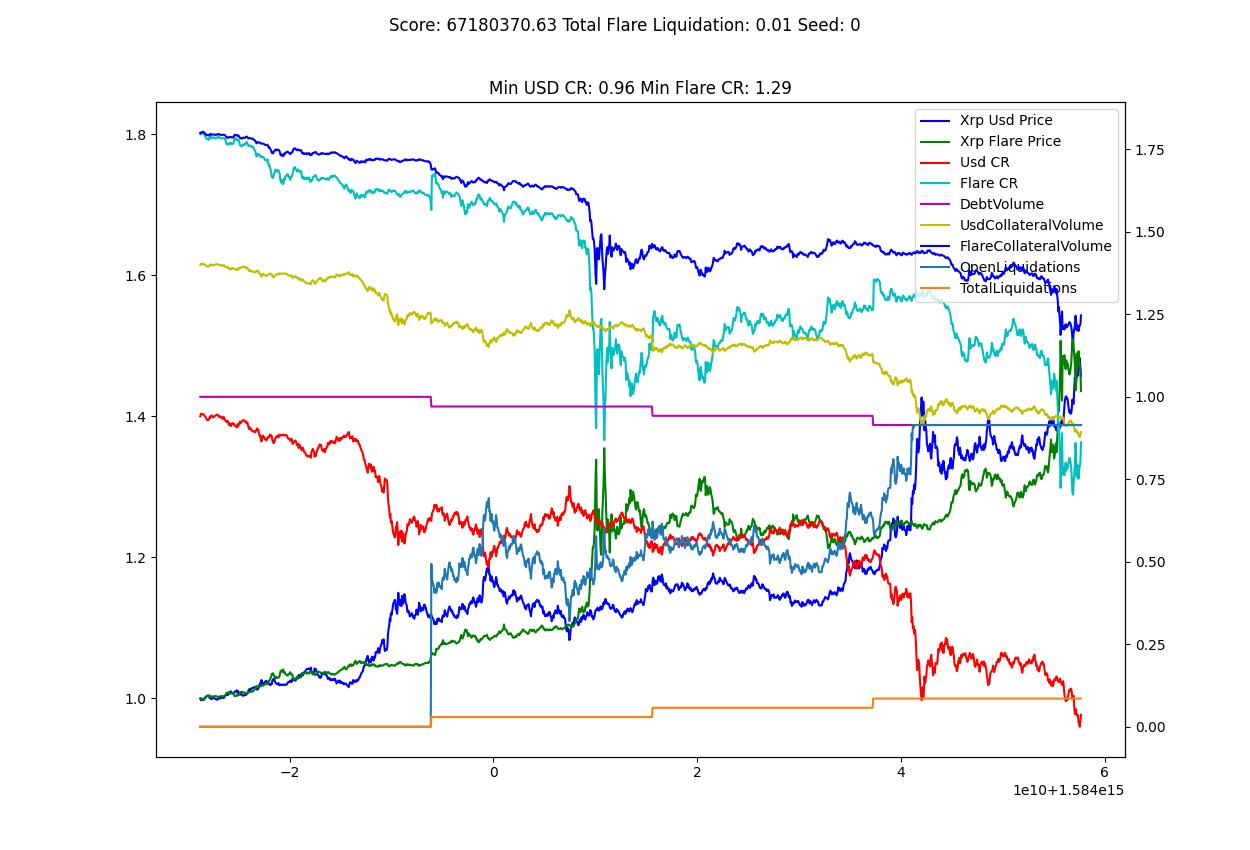 Score: 67180370.63 Total Flare Liquidation: 0.01 Seed: 0
Min USD CR: 0.96 Min Flare CR: 1.29
Xrp Usd Price
Xrp Flare Price
Usd CR
Flare CR
DebtVolume
UsdCollateralVolume
FlareCollateralVolume
OpenLiquidations
TotalLiquidations
1.8
1.6
1.4
1.2
1.0
1.75
1.50
1.25
1.00
0.75
0.50
0.25
0.00
−2
0
2
4
6
1e10+1.584e15